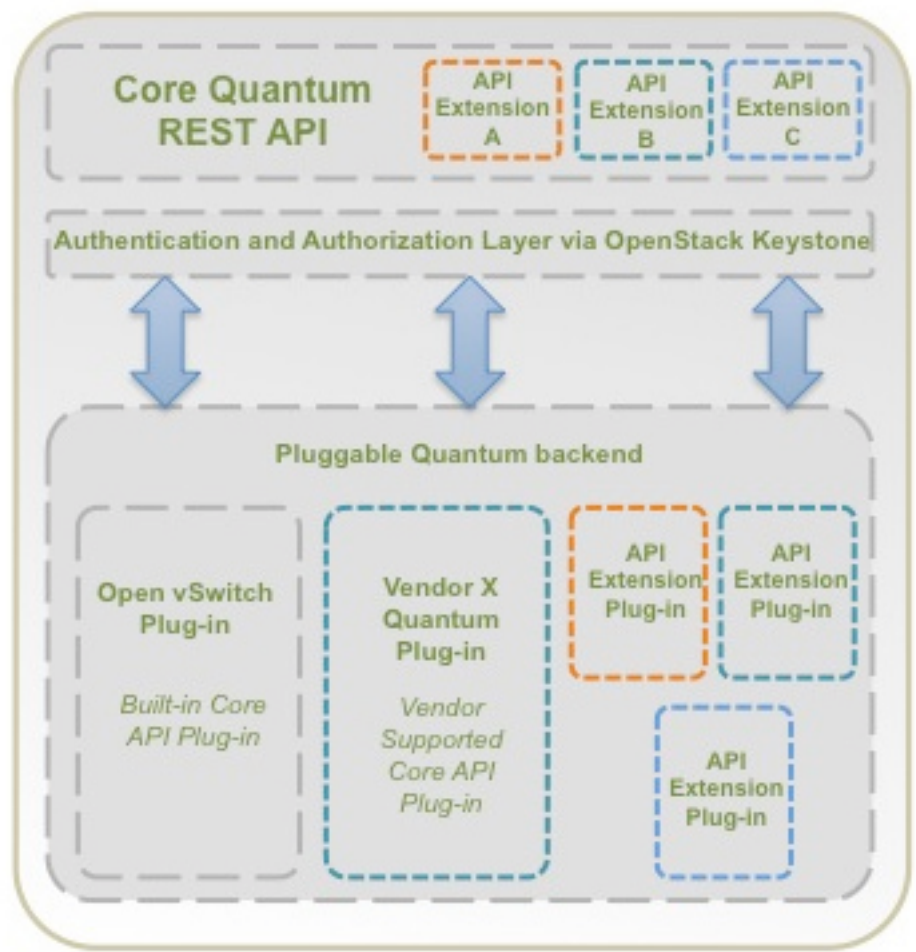 Core Quantum
REST API
API
Extension
A
API
Extension
B
API
Extension
C
Authentication and Authorization Layer via OpenStack Keystone
Pluggable Quantum backend
Open vSwitch
Plug-in
Built-in Core
API Plug-in
Vendor X
Quantum
Plug-in
Vendor
Supported
Core API
Plug-in
API
Extension
Plug-in
API
Extension
Plug-in
API
Extension
Plug-in